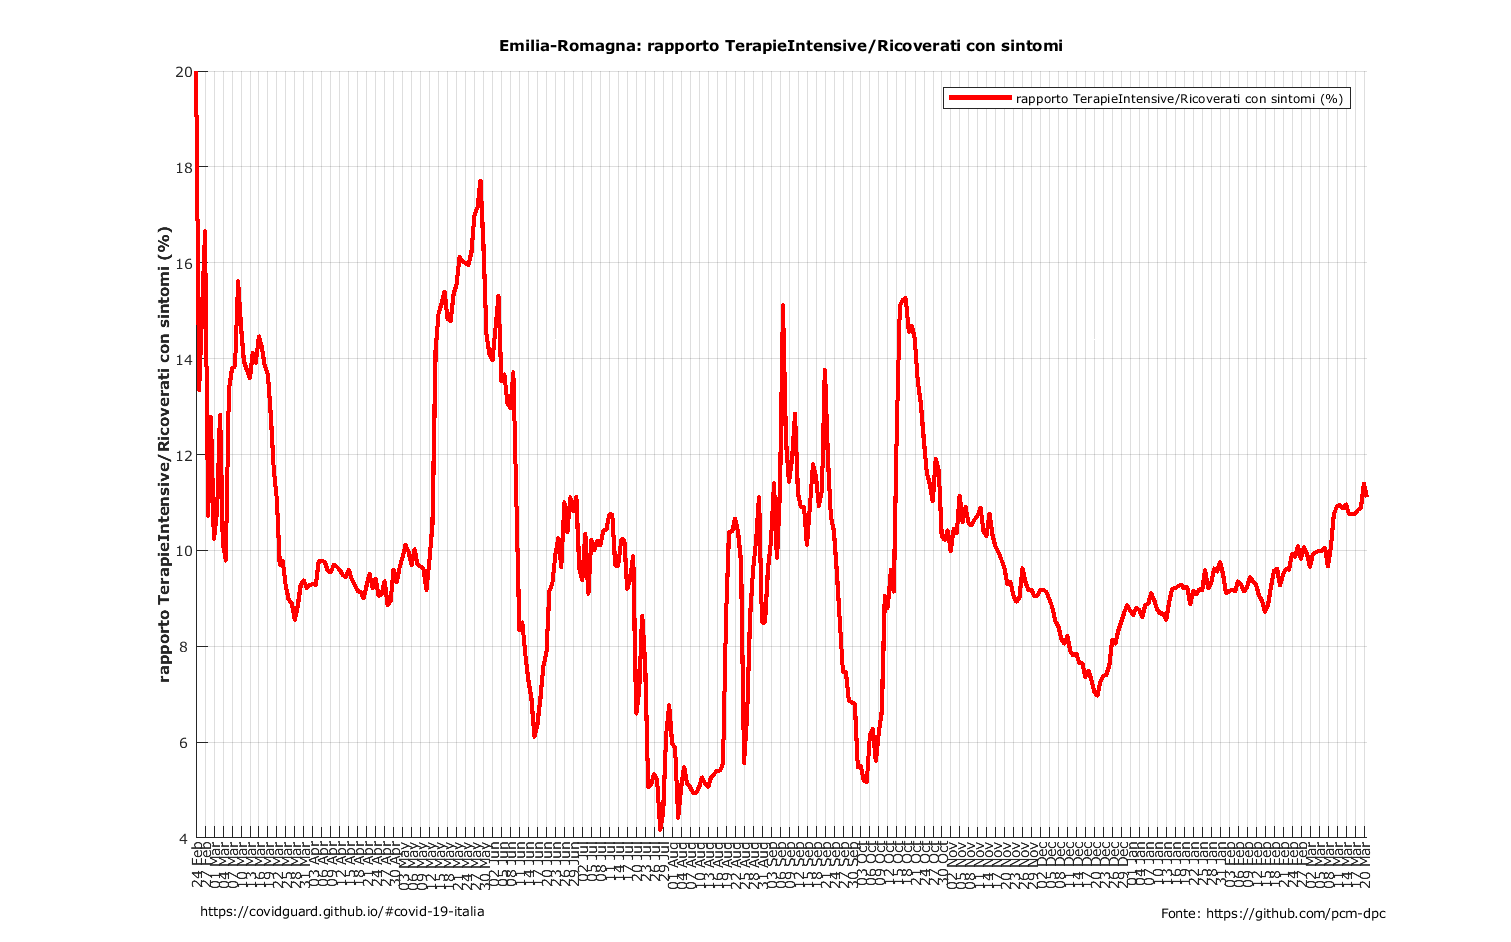 Emilia-Romagna: rapporto TerapieIntensive/Ricoverati con sintomi
rapporto TerapieIntensive/Ricoverati con sintomi (%)
rapporto TerapieIntensive/Ricoverati con sintomi (%)
20
18
16
14
12
10
8
6
4
24 Feb
27 Feb
01 Mar
04 Mar
07 Mar
10 Mar
13 Mar
16 Mar
19 Mar
22 Mar
25 Mar
28 Mar
31 Mar
03 Apr
06 Apr
09 Apr
12 Apr
15 Apr
18 Apr
21 Apr
24 Apr
27 Apr
30 Apr
03 May
06 May
09 May
12 May
15 May
18 May
21 May
24 May
27 May
30 May
02 Jun
05 Jun
08 Jun
11 Jun
14 Jun
17 Jun
20 Jun
23 Jun
26 Jun
29 Jun
02 Jul
05 Jul
08 Jul
11 Jul
14 Jul
17 Jul
20 Jul
23 Jul
26 Jul
29 Jul
01 Aug
04 Aug
07 Aug
10 Aug
13 Aug
16 Aug
19 Aug
22 Aug
25 Aug
28 Aug
31 Aug
03 Sep
06 Sep
09 Sep
12 Sep
15 Sep
18 Sep
21 Sep
24 Sep
27 Sep
30 Sep
03 Oct
06 Oct
09 Oct
12 Oct
15 Oct
18 Oct
21 Oct
24 Oct
27 Oct
30 Oct
02 Nov
05 Nov
08 Nov
11 Nov
14 Nov
17 Nov
20 Nov
23 Nov
26 Nov
29 Nov
02 Dec
05 Dec
08 Dec
11 Dec
14 Dec
17 Dec
20 Dec
23 Dec
26 Dec
29 Dec
01 Jan
04 Jan
07 Jan
10 Jan
13 Jan
16 Jan
19 Jan
22 Jan
25 Jan
28 Jan
31 Jan
03 Feb
06 Feb
09 Feb
12 Feb
15 Feb
18 Feb
21 Feb
24 Feb
27 Feb
02 Mar
05 Mar
08 Mar
11 Mar
14 Mar
17 Mar
20 Mar
https://covidguard.github.io/#covid-19-italia
Fonte: https://github.com/pcm-dpc